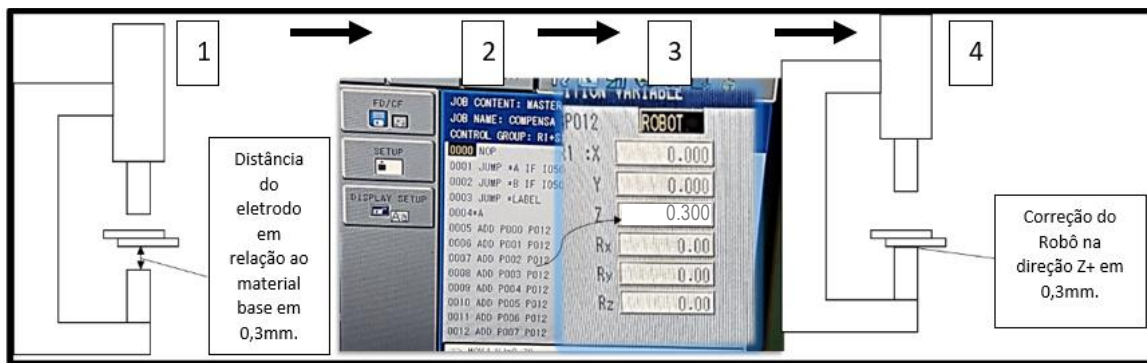 1
2
3
4
Distância
do
eletrodo
em
relação ao
material
base em
0,3mm.
FD/CF
SETUP
DISPLAY SETUP
JOB CONTENT: MASTER
JOB NAME: COMPENSA
CONTROL GROUP: R1+S
0000 NOP
0001 JUMP *A IF
0002 JUMP *B IF
0003 JUMP *LABEL
0004*A
0005 ADD P000 P012
0006 ADD P001 P012
0007 ADD P002 P012
0008 ADD P003 P012
0009 ADD P004 P012
0010 ADD P005 P012
0011 ADD P006 P012
0012 ADD P007 P012
ITION VARIABLE
P012 ROBOT
R1 :X 0.000
Y 0.000
Z 0.300
Rx 0.00
Ry 0.00
Rz 0.00
Correção do
Robô na
direção Z+ em
0,3mm.